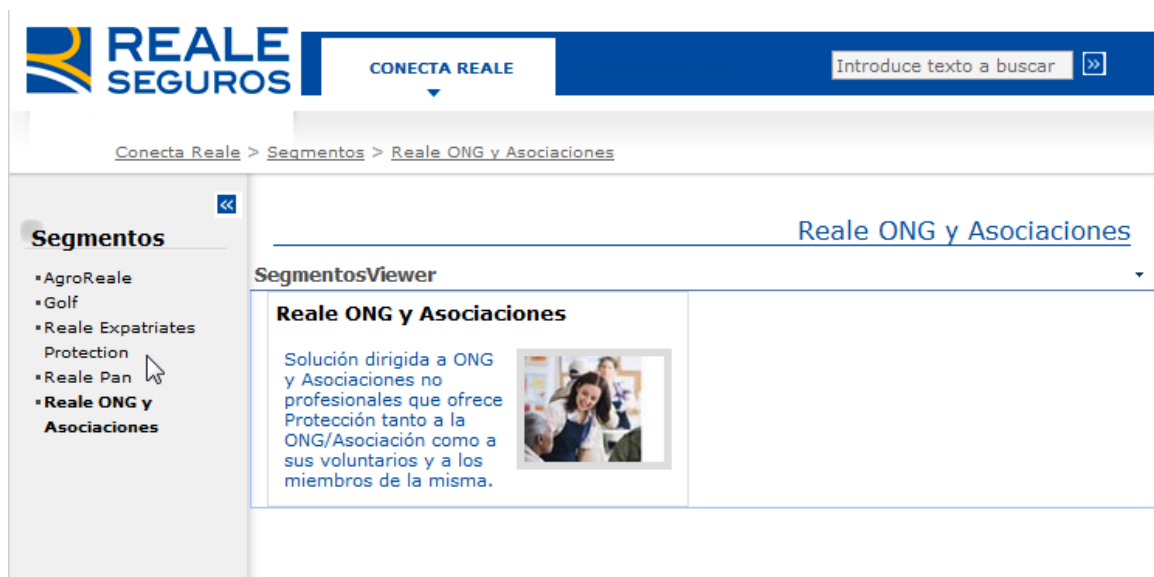 REALE
SEGUROS
CONECTA REALE
Introduce texto a buscar
Conecta Reale > Segmentos > Reale ONG y Asociaciones
Segmentos
AgroReale
Golf
Reale Expatriates
Protection
Reale Pan
Reale ONG y
Asociaciones
Reale ONG y Asociaciones
SegmentosViewer
Reale ONG y Asociaciones
Solución dirigida a ONG
y Asociaciones no
profesionales que ofrece
Protección tanto a la
ONG/Asociación como a
sus voluntarios y a los
miembros de la misma.